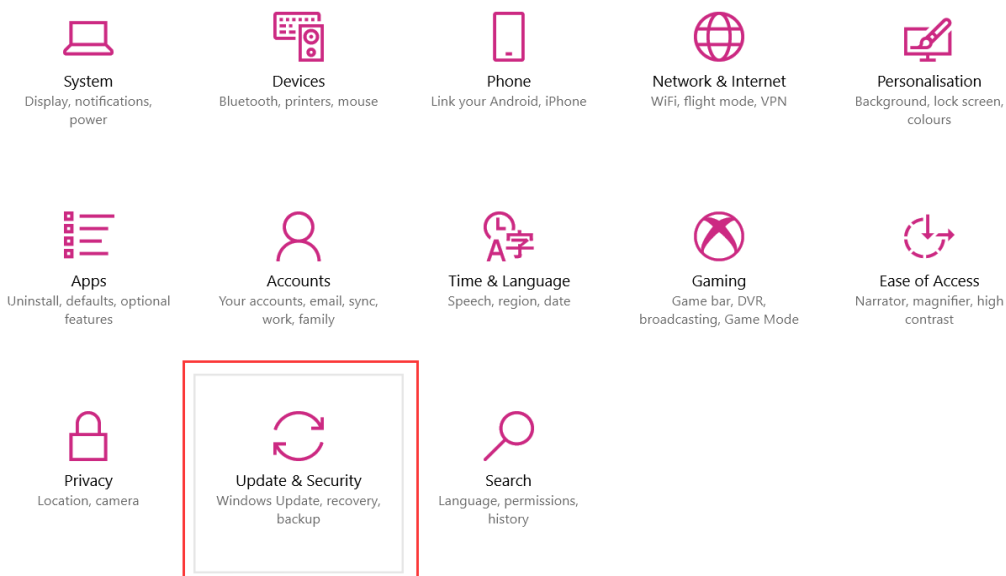 System
Display, notifications,
power
Devices
Bluetooth, printers, mouse
Phone
Link your Android, iPhone
Network & Internet
WiFi, flight mode, VPN
Personalisation
Background, lock screen,
colours
Apps
Uninstall, defaults, optional
features
Accounts
Your accounts, email, sync,
work, family
A字
Time & Language
Speech, region, date
Gaming
Game bar, DVR,
broadcasting, Game Mode
Ease of Access
Narrator, magnifier, high
contrast
Privacy
Location, camera
Update & Security
Windows Update, recovery,
backup
Search
Language, permissions,
history